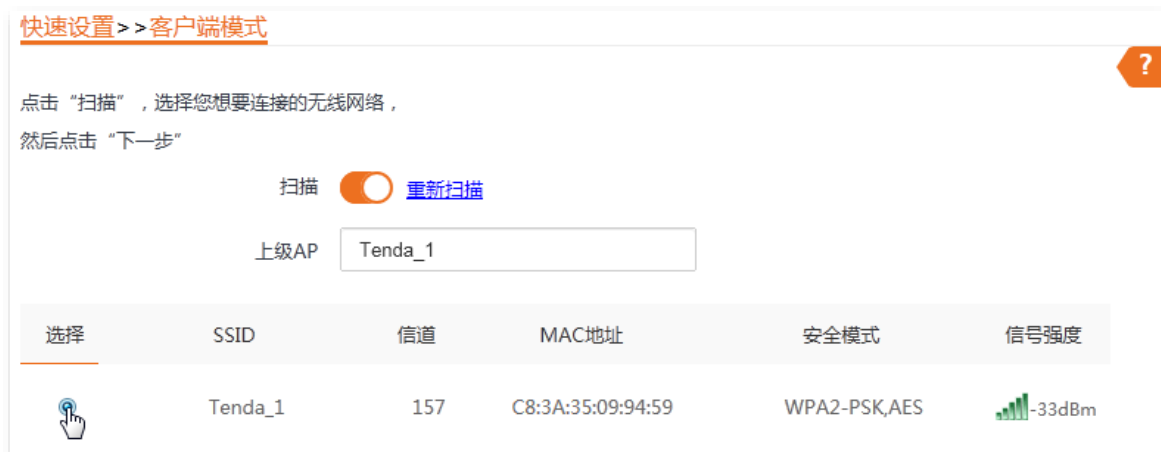 快速设置>>客户端模式
?
点击“扫描”，选择您想要连接的无线网络，
然后点击“下一步”
扫描 重新扫描
上级AP Tenda_1
选择 SSID 信道 MAC地址 安全模式 信号强度
Tenda_1 157 C8:3A:35:09:94:59 WPA2-PSK,AES -33dBm